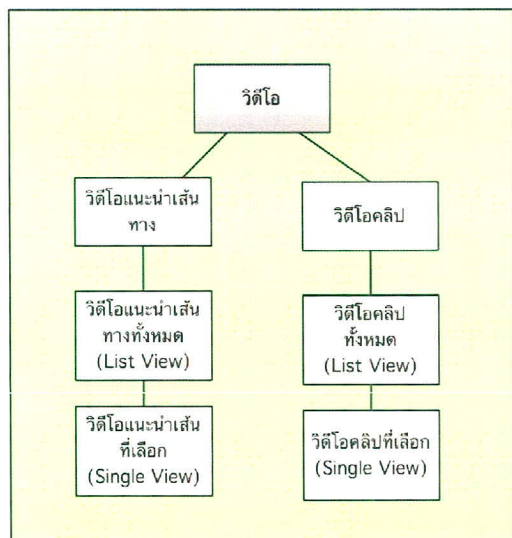 วิดีโอ
วิดีโอแนะนำเส้น
ทาง
วิดีโอคลิป
วิดีโอแนะนำเส้น
ทางทั้งหมด
(List View)
วิดีโอคลิป
ทั้งหมด
(List View)
วิดีโอแนะนำเส้น
ที่เลือก
(Single View)
วิดีโอคลิปที่เลือก
(Single View)